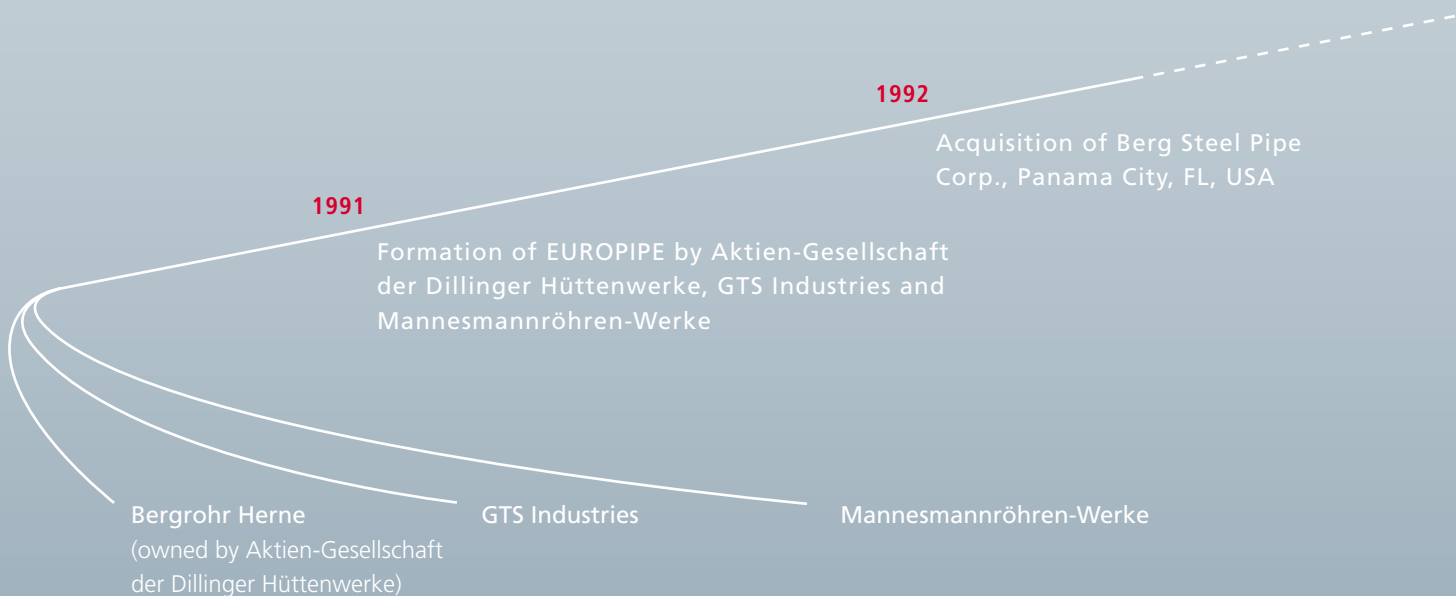 1992
Acquisition of Berg Steel Pipe
Corp., Panama City, FL, USA
1991
Formation of EUROPIPE by Aktien-Gesellschaft
der Dillinger Hüttenwerke, GTS Industries and
Mannesmannröhren-Werke
Bergrohr Herne
(owned by Aktien-Gesellschaft
der Dillinger Hüttenwerke)
GTS Industries
Mannesmannröhren-Werke